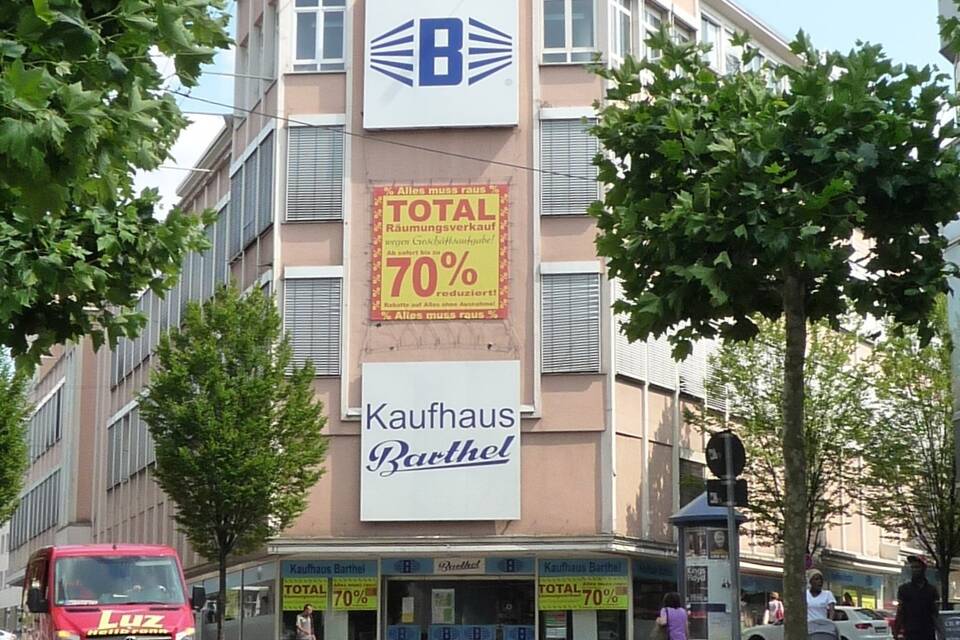 B
% Alles muss raus %
TOTAL
Räumungsverkauf
wegen Geschäftsaufgabe!
Ab sofort bis zu
70%
reduziert!
Rabatte auf Alles ohne Ausnahme!
% Alles muss raus %
Kaufhaus
Barthel
Kaufhaus Barthel
Barthel
B
Kaufhaus Barthel
TOTAL
70%
TOTAL 70%
B
Luz
Heilbronn